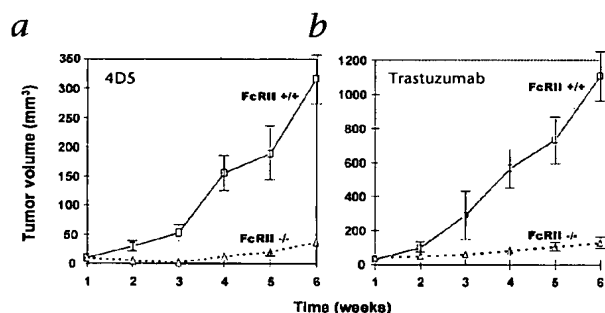 a
b
4D5
Trastuzumab
350
300
250
200
150
100
50
0
1200
1000
800
600
400
200
0
FcRII +/+
FcRII -/-
FcRII +/+
FcRII -/-
Tumor volume (mm³)
1 2 3 4 5 6
1 2 3 4 5 6
Time (weeks)